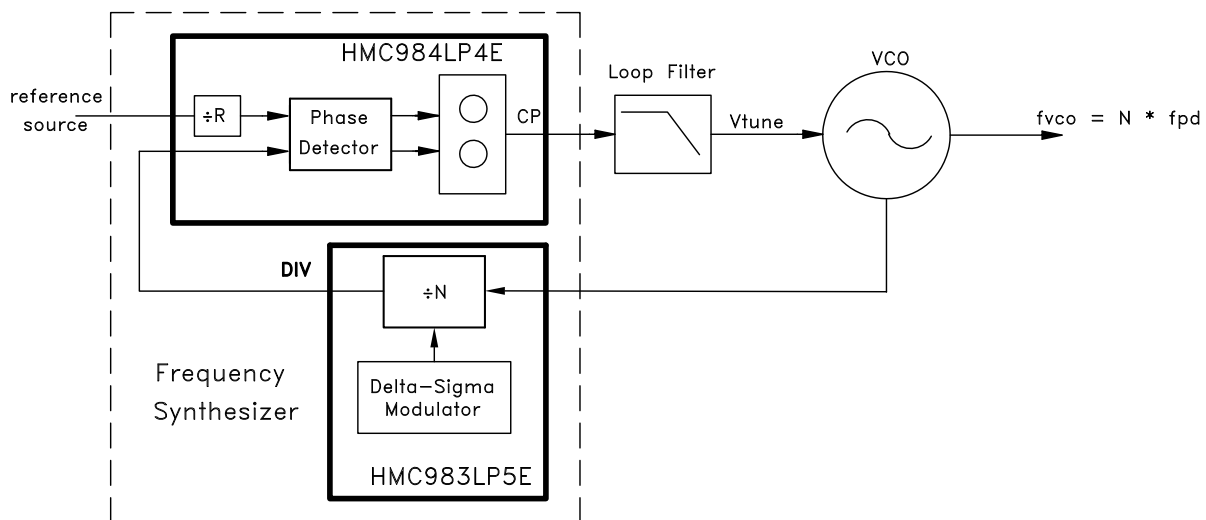 HMC984LP4E
reference
source
÷R
Phase
Detector
CP
Loop Filter
Vtune
VCO
fvco = N * fpd
DIV
÷N
Delta-Sigma
Modulator
HMC983LP5E
Frequency
Synthesizer